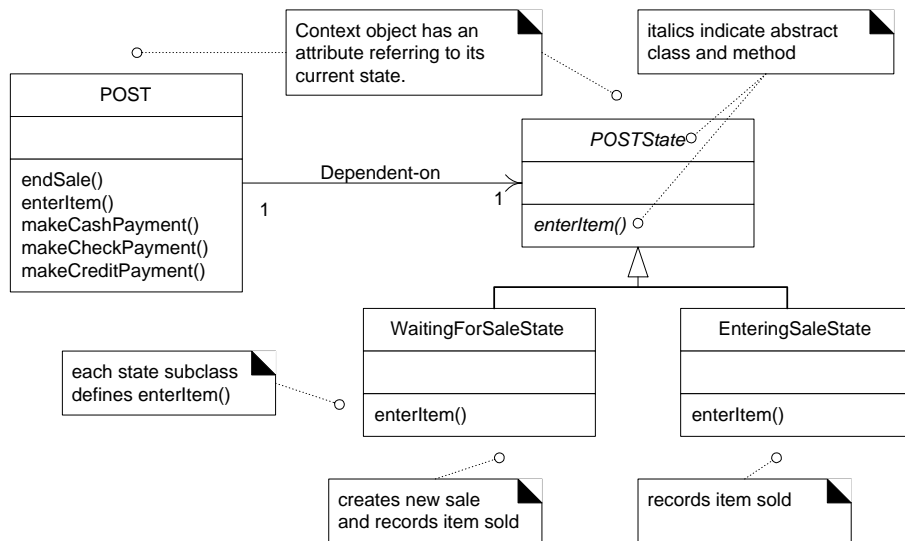 Context object has an
attribute referring to its
current state.
italics indicate abstract
class and method
POST
endSale()
enterItem()
makeCashPayment()
makeCheckPayment()
makeCreditPayment()
Dependent-on
1
1
POSTState
enterItem()
WaitingForSaleState
enterItem()
EnteringSaleState
enterItem()
each state subclass
defines enterItem()
creates new sale
and records item sold
records item sold